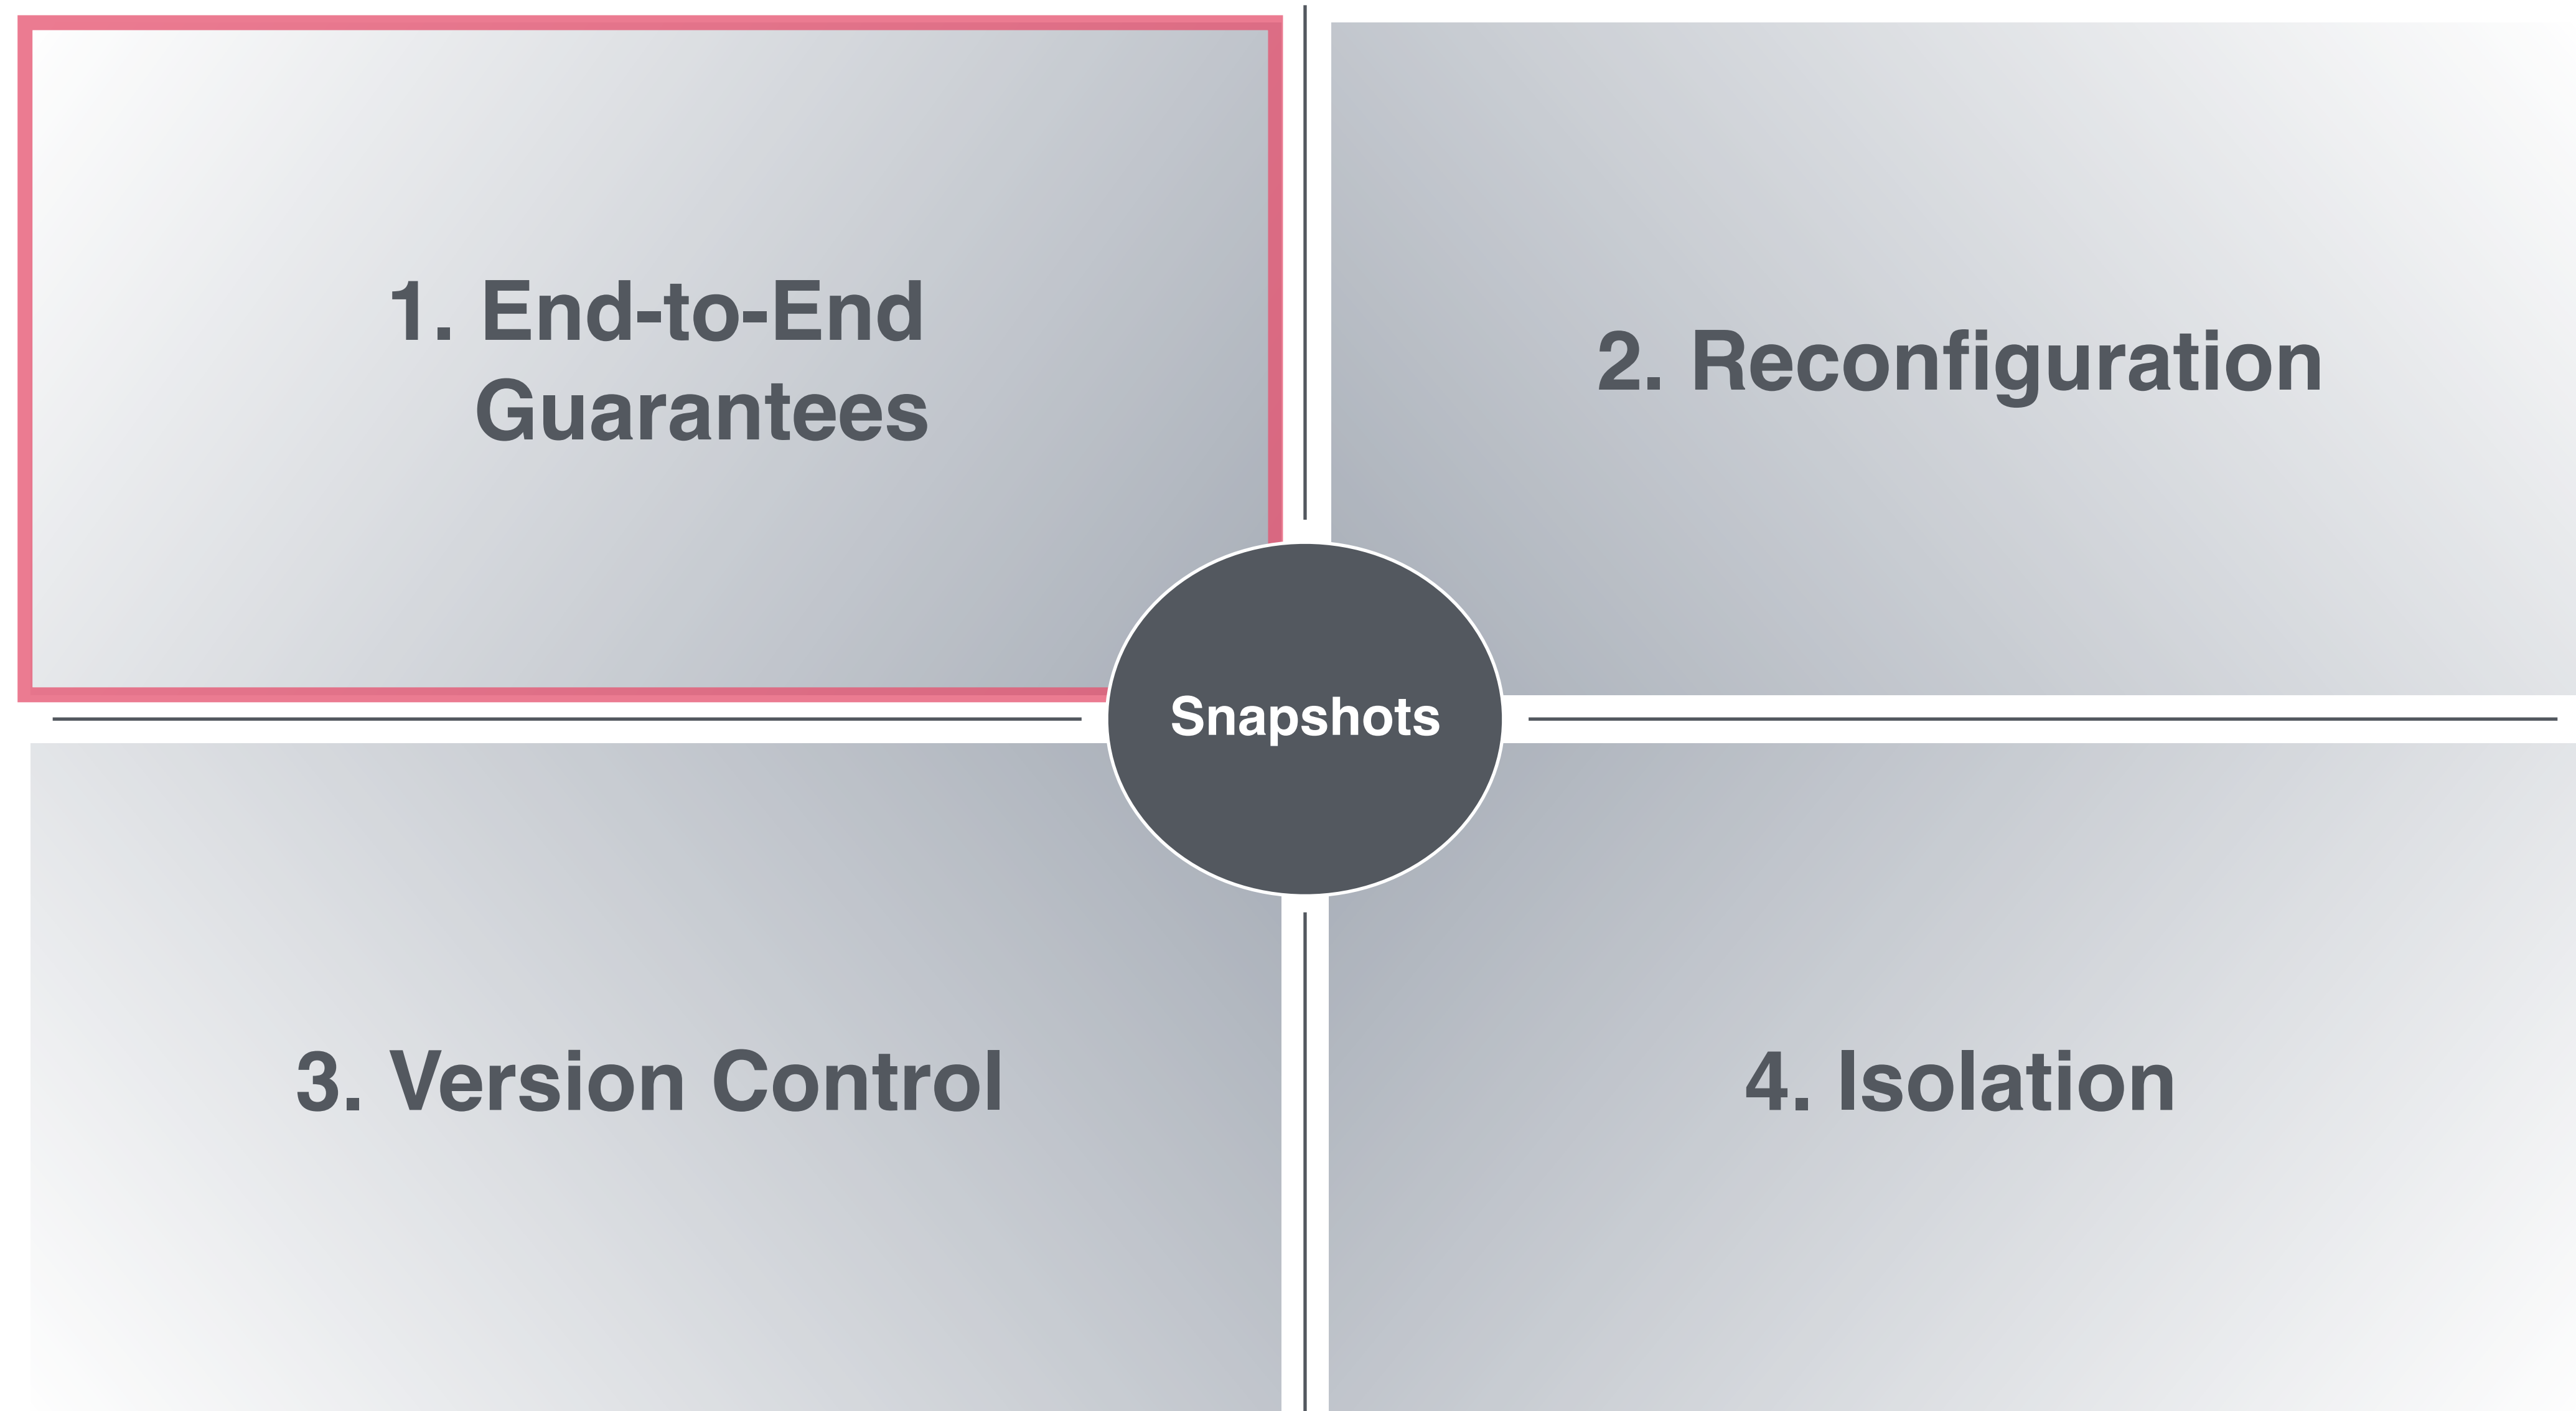 1. End-to-End
Guarantees
2. Reconfiguration
Snapshots
3. Version Control
4. Isolation